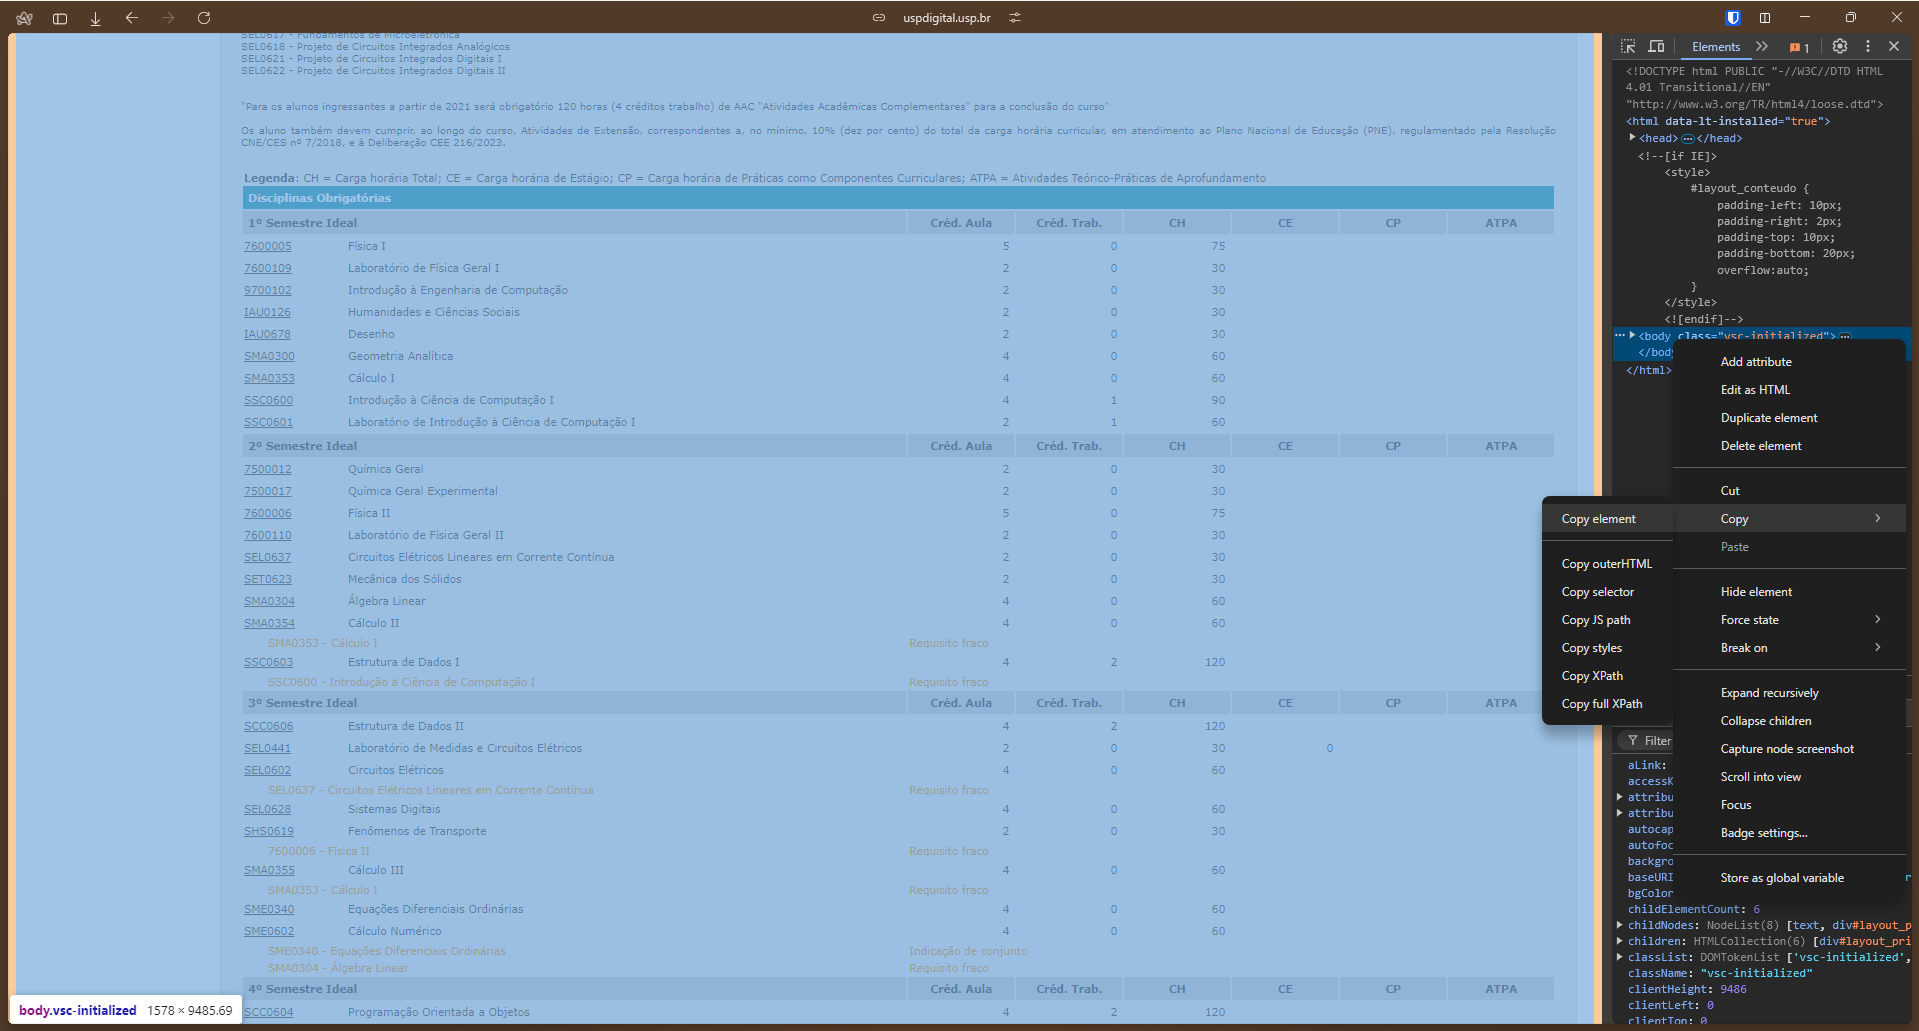 uspdigital.usp.br
SEL0617 - Fundamentos de Microeletrônica
SEL0618 - Projeto de Circuitos Integrados Analógicos
SEL0621 - Projeto de Circuitos Integrados Digitais I
SEL0622 - Projeto de Circuitos Integrados Digitais II
"Para os alunos ingressantes a partir de 2021 será obrigatório 120 horas (4 créditos trabalho) de AAC "Atividades Acadêmicas Complementares" para a conclusão do curso"
Os aluno também devem cumprir, ao longo do curso, Atividades de Extensão, correspondentes a, no mínimo, 10% (dez por cento) do total da carga horária curricular, em atendimento ao Plano Nacional de Educação (PNE), regulamentado pela Resolução
CNE/CES nº 7/2018, e à Deliberação CEE 216/2023.
Legenda: CH = Carga horária Total; CE = Carga horária de Estágio; CP = Carga horária de Práticas como Componentes Curriculares; ATPA = Atividades Teórico-Práticas de Aprofundamento
Disciplinas Obrigatórias
1º Semestre Ideal Créd. Aula Créd. Trab. CH CE CP ATPA
7600005 Física I 5 0 75
7600109 Laboratório de Física Geral I 2 0 30
9700102 Introdução à Engenharia de Computação 2 0 30
IAU0126 Humanidades e Ciências Sociais 2 0 30
IAU0678 Desenho 2 0 30
SMA0300 Geometria Analítica 4 0 60
SMA0353 Cálculo I 4 0 60
SSC0600 Introdução à Ciência de Computação I 4 1 90
SSC0601 Laboratório de Introdução à Ciência de Computação I 2 1 60
2º Semestre Ideal Créd. Aula Créd. Trab. CH CE CP ATPA
7500012 Química Geral 2 0 30
7500017 Química Geral Experimental 2 0 30
7600006 Física II 5 0 75
7600110 Laboratório de Física Geral II 2 0 30
SEL0637 Circuitos Elétricos Lineares em Corrente Contínua 2 0 30
SET0623 Mecânica dos Sólidos 2 0 30
SMA0304 Álgebra Linear 4 0 60
SMA0354 Cálculo II 4 0 60
SMA0353 - Cálculo I Requisito fraco
SSC0603 Estrutura de Dados I 4 2 120
SSC0600 - Introdução à Ciência de Computação I Requisito fraco
3º Semestre Ideal Créd. Aula Créd. Trab. CH CE CP ATPA
SCC0606 Estrutura de Dados II 4 2 120
SEL0441 Laboratório de Medidas e Circuitos Elétricos 2 0 30 0
SEL0602 Circuitos Elétricos 4 0 60
SEL0637 - Circuitos Elétricos Lineares em Corrente Contínua Requisito fraco
SEL0628 Sistemas Digitais 4 0 60
SHS0619 Fenômenos de Transporte 2 0 30
7600006 - Física II Requisito fraco
SMA0355 Cálculo III 4 0 60
SMA0353 - Cálculo I Requisito fraco
SME0340 Equações Diferenciais Ordinárias 4 0 60
SME0602 Cálculo Numérico 4 0 60
SME0340 - Equações Diferenciais Ordinárias Indicação de conjunto
SMA0304 - Álgebra Linear Requisito fraco
4º Semestre Ideal Créd. Aula Créd. Trab. CH CE CP ATPA
SCC0604 Programação Orientada a Objetos 4 2 120
body.vsc-initialized 1578 × 9485.69
Elements 1
<!DOCTYPE html PUBLIC "-//W3C//DTD HTML
4.01 Transitional//EN"
"http://www.w3.org/TR/html4/loose.dtd">
<html data-lt-installed="true">
<head> </head>
<!--[if IE]>
<style>
#layout_conteudo {
padding-left: 10px;
padding-right: 2px;
padding-top: 10px;
padding-bottom: 20px;
overflow:auto;
}
</style>
<![endif]-->
<body class="vsc-initialized">
</body
</html>
Add attribute
Edit as HTML
Duplicate element
Delete element
Cut
Copy
Paste
Hide element
Force state
Break on
Expand recursively
Collapse children
Capture node screenshot
Scroll into view
Focus
Badge settings...
Store as global variable
Copy element
Copy outerHTML
Copy selector
Copy JS path
Copy styles
Copy XPath
Copy full XPath
Filter
aLink:
accessK
attribu
attribu
autocap
autofoc
backgro
baseURI
bgColor
childElementCount: 6
childNodes: NodeList(8) [text, div#layout_p
children: HTMLCollection(6) [div#layout_pri
classList: DOMTokenList ['vsc-initialized',
className: "vsc-initialized"
clientHeight: 9486
clientLeft: 0
clientTop: 0